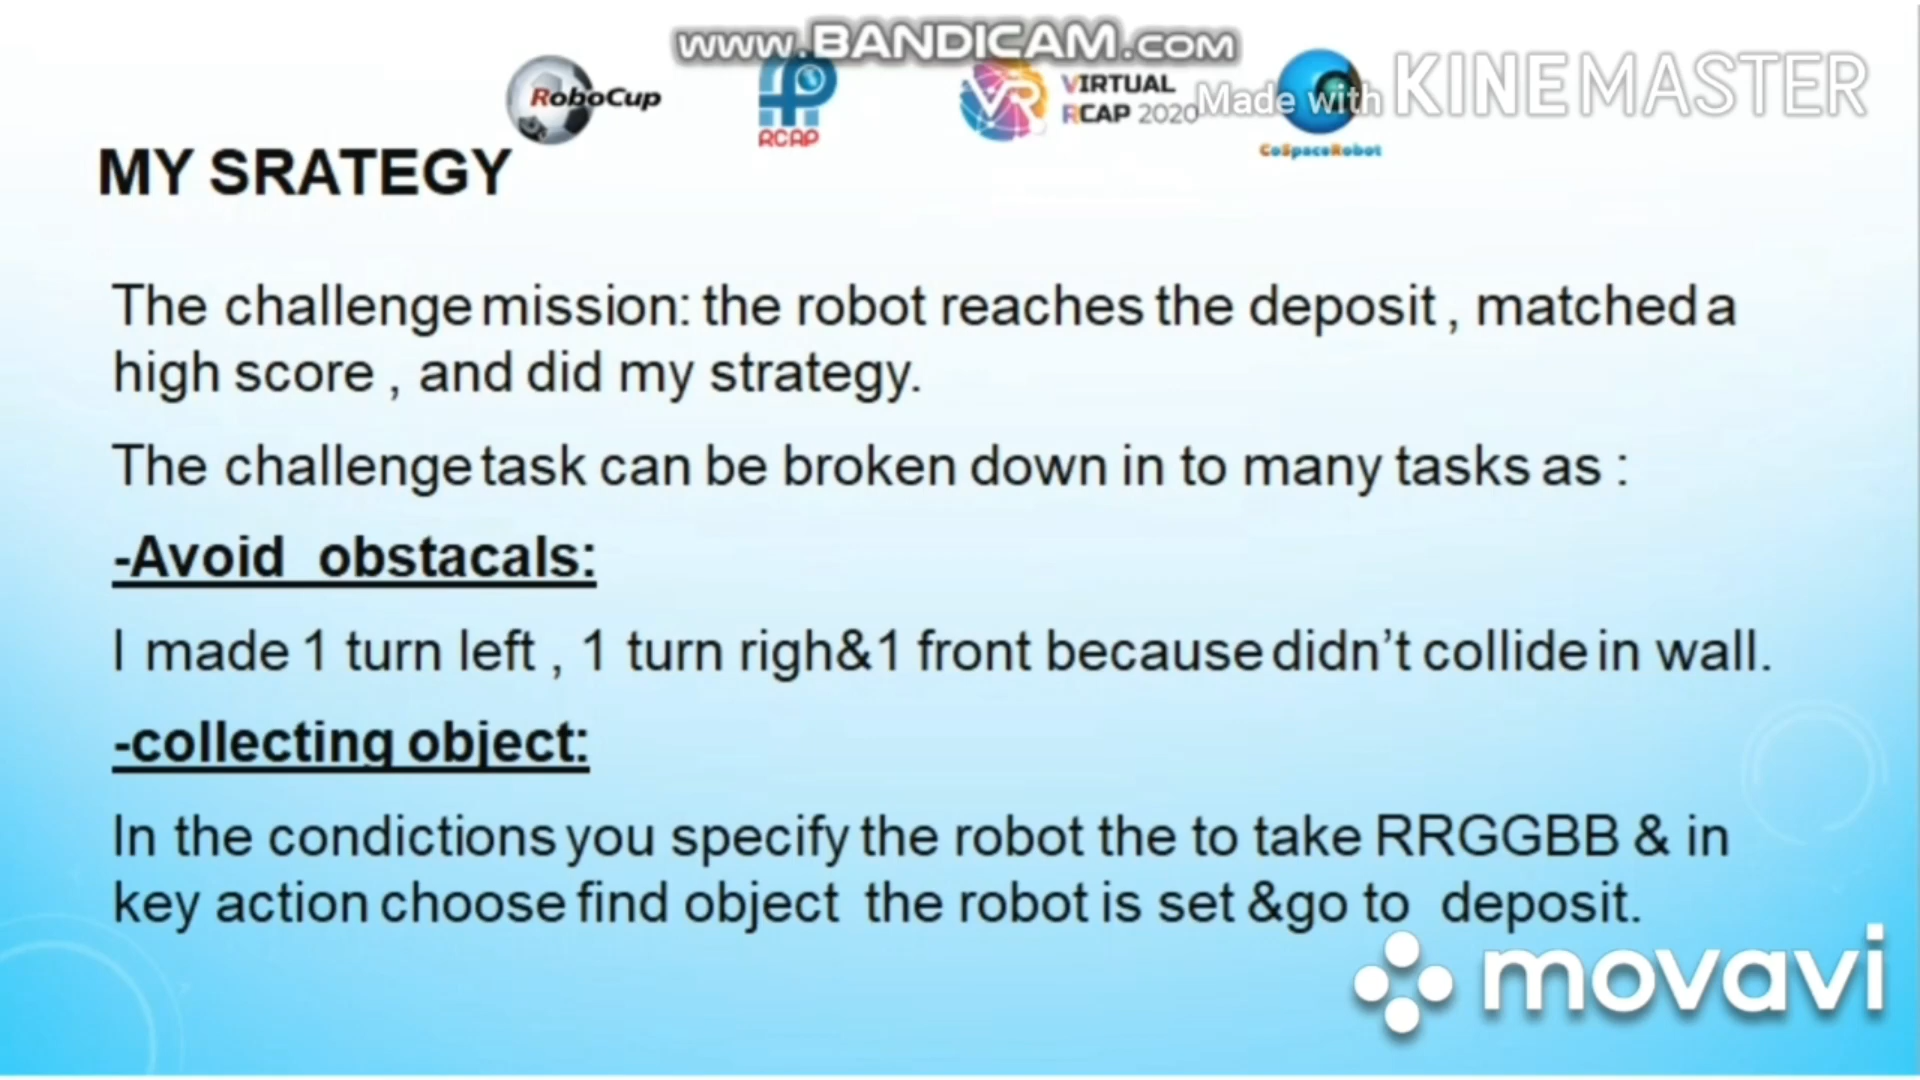 www.BANDICAM.com
RoboCup
RCAP
VR
VIRTUAL
RCAP 2020
Made with KINEMASTER
CoSpaceRobot
MY SRATEGY
The challenge mission: the robot reaches the deposit , matched a
high score , and did my strategy.
The challenge task can be broken down in to many tasks as :
-Avoid obstacals:
I made 1 turn left , 1 turn righ&1 front because didn't collide in wall.
-collecting object:
In the condictions you specify the robot the to take RRGGBB & in
key action choose find object the robot is set &go to deposit.
movavi